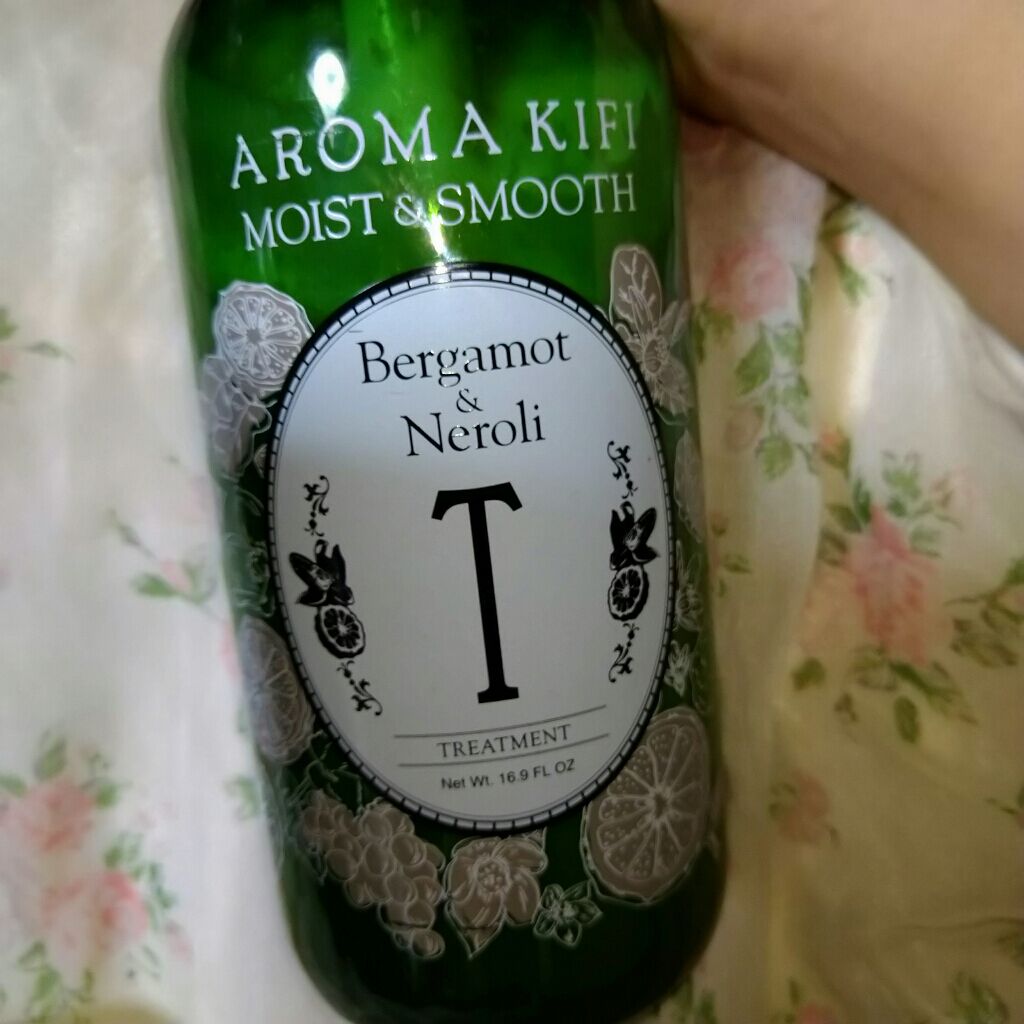 AROMA KIFI
MOIST & SMOOTH
Bergamot
&
Neroli
T
TREATMENT
Net Wt. 16.9 FL OZ